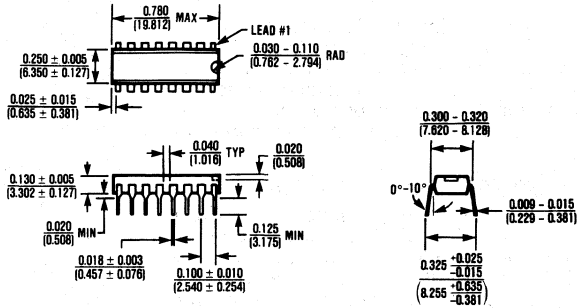 0.780
(19.812) MAX
LEAD #1
0.250 ± 0.005
(6.350 ± 0.127)
0.030 – 0.110
(0.762 – 2.794) RAD
0.025 ± 0.015
(0.635 ± 0.381)
0.300 – 0.320
(7.620 – 8.128)
0.040
(1.016) TYP
0.020
(0.508)
0.130 ± 0.005
(3.302 ± 0.127)
0°–10°
0.009 – 0.015
(0.229 – 0.381)
0.020
(0.508) MIN
0.125
(3.175) MIN
0.018 ± 0.003
(0.457 ± 0.076)
0.100 ± 0.010
(2.540 ± 0.254)
0.325 +0.025
−0.015
(8.255 +0.635
−0.381)